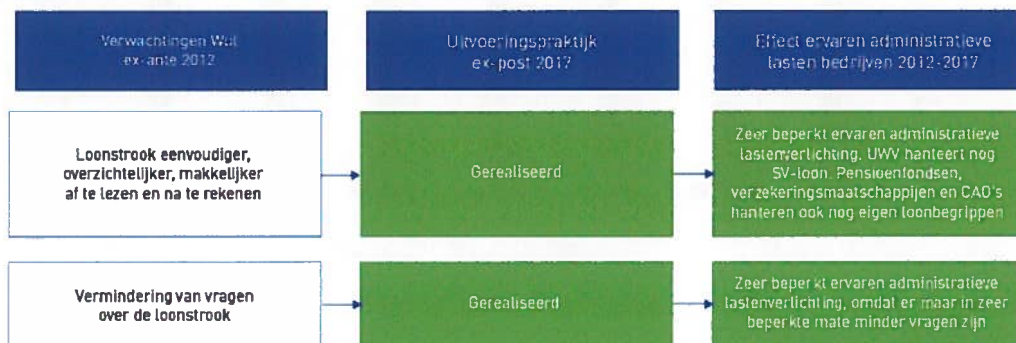 Verwachtingen Wul
ex-ante 2012
Uitvoeringspraktijk
ex-post 2017
Effect ervaren administratieve
lasten bedrijven 2012-2017
Loonstrook eenvoudiger,
overzichtelijker, makkelijker
af te lezen en na te rekenen
Gerealiseerd
Zeer beperkt ervaren administratieve
lastenverlichting. UWV hanteert nog
SV-loon. Pensioenfondsen,
verzekeringsmaatschappijen en CAO's
hanteren ook nog eigen loonbegrippen
Vermindering van vragen
over de loonstrook
Gerealiseerd
Zeer beperkt ervaren administratieve
lastenverlichting, omdat er maar in zeer
beperkte mate minder vragen zijn